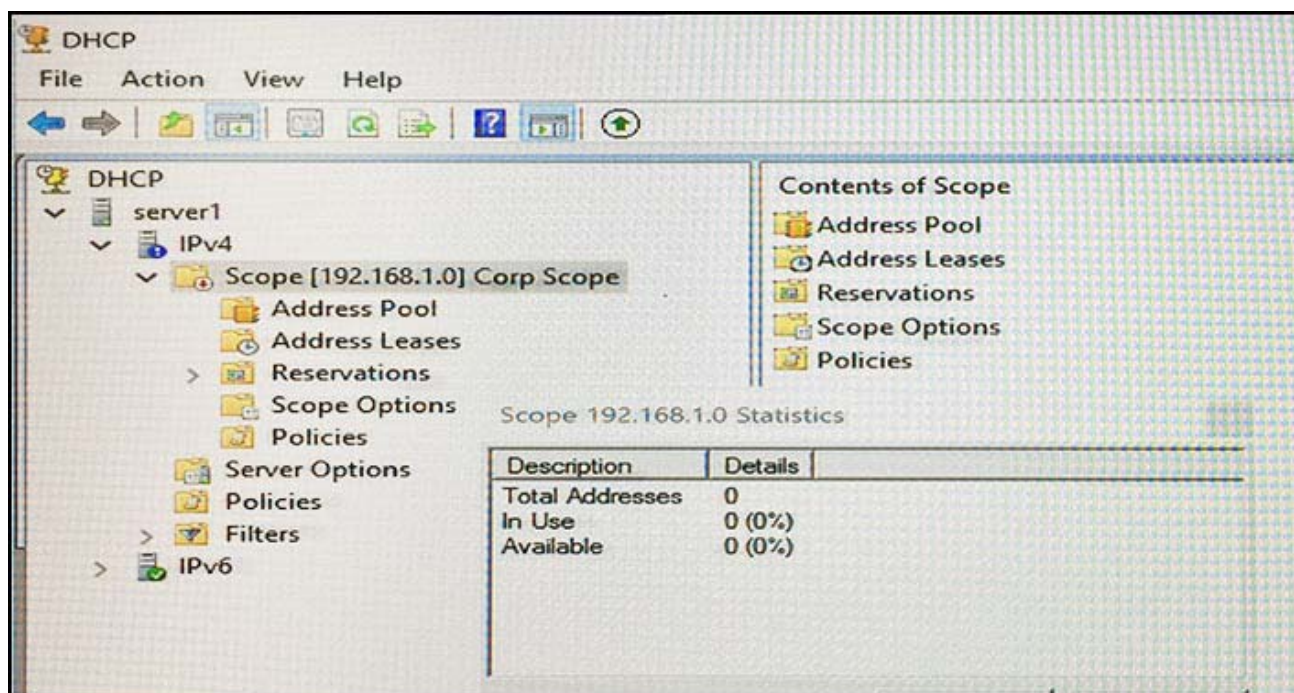 DHCP
File Action View Help
DHCP
server1
IPv4
Scope [192.168.1.0] Corp Scope
Address Pool
Address Leases
Reservations
Scope Options
Policies
Server Options
Policies
Filters
IPv6
Contents of Scope
Address Pool
Address Leases
Reservations
Scope Options
Policies
Scope 192.168.1.0 Statistics
Description Details
Total Addresses 0
In Use 0 (0%)
Available 0 (0%)